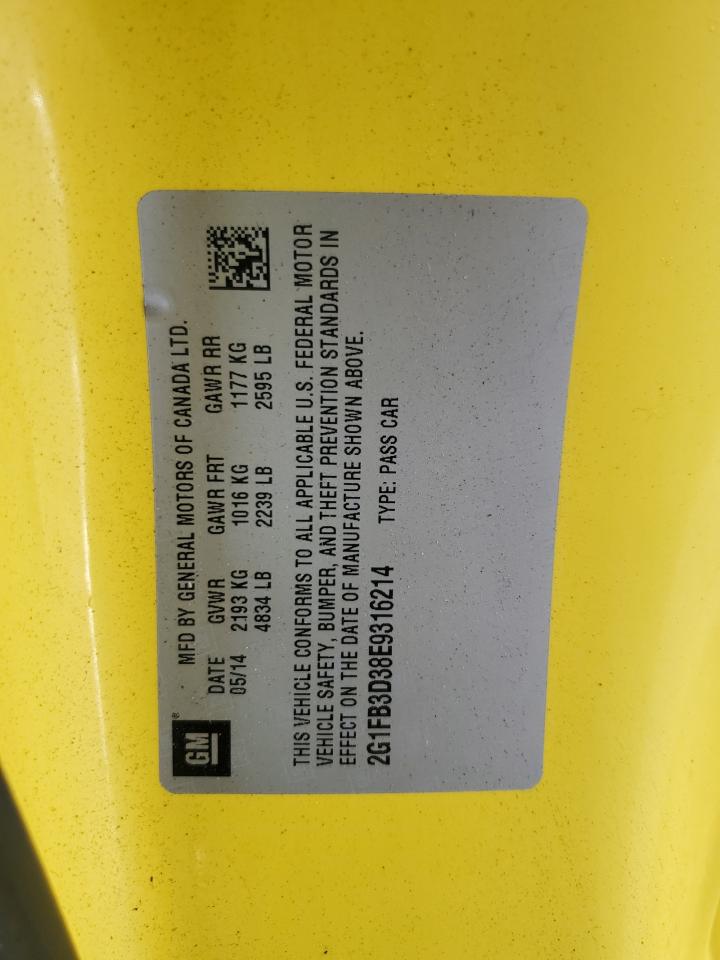 GM®
MFD BY GENERAL MOTORS OF CANADA LTD.
DATE GVWR GAWR FRT GAWR RR
05/14 2193 KG 1016 KG 1177 KG
4834 LB 2239 LB 2595 LB
THIS VEHICLE CONFORMS TO ALL APPLICABLE U.S. FEDERAL MOTOR
VEHICLE SAFETY, BUMPER, AND THEFT PREVENTION STANDARDS IN
EFFECT ON THE DATE OF MANUFACTURE SHOWN ABOVE.
2G1FB3D38E9316214 TYPE: PASS CAR